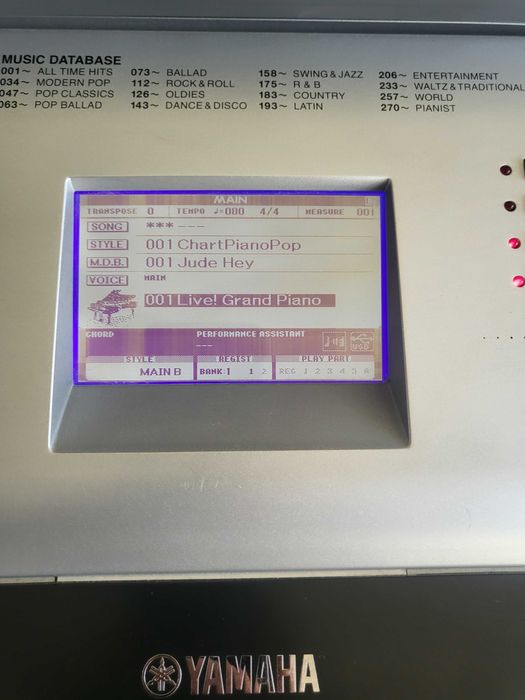 MUSIC DATABASE
001~ ALL TIME HITS 073~ BALLAD 158~ SWING & JAZZ 206~ ENTERTAINMENT
034~ MODERN POP 112~ ROCK & ROLL 175~ R & B 233~ WALTZ & TRADITIONAL
047~ POP CLASSICS 126~ OLDIES 183~ COUNTRY 257~ WORLD
063~ POP BALLAD 143~ DANCE & DISCO 193~ LATIN 270~ PIANIST
MAIN
TRANSPOSE 0 TEMPO ♩=080 4/4 MEASURE 001
SONG *** ---
STYLE 001 ChartPianoPop
M.D.B. 001 Jude Hey
VOICE MAIN
001 Live! Grand Piano
CHORD PERFORMANCE ASSISTANT
---
USB
STYLE REGIST PLAY PART
MAIN B BANK:1 1 2 REC 1 2 3 4 5 A
YAMAHA